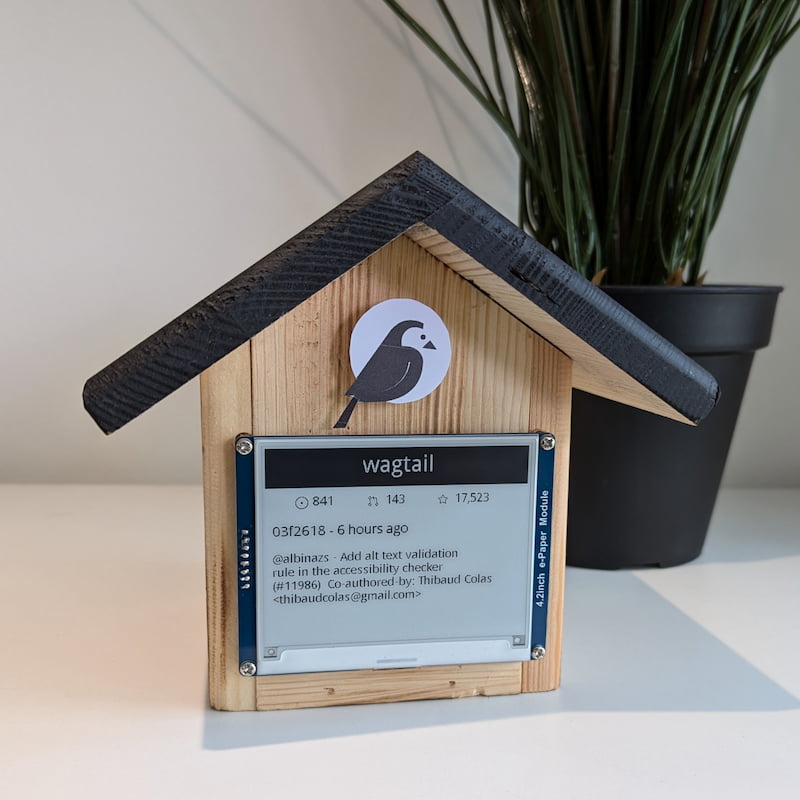 wagtail
841 143 17,523
03f2618 - 6 hours ago
@albinazs - Add alt text validation
rule in the accessibility checker
(#11986) Co-authored-by: Thibaud Colas
<thibaudcolas@gmail.com>
4.2inch e-Paper Module